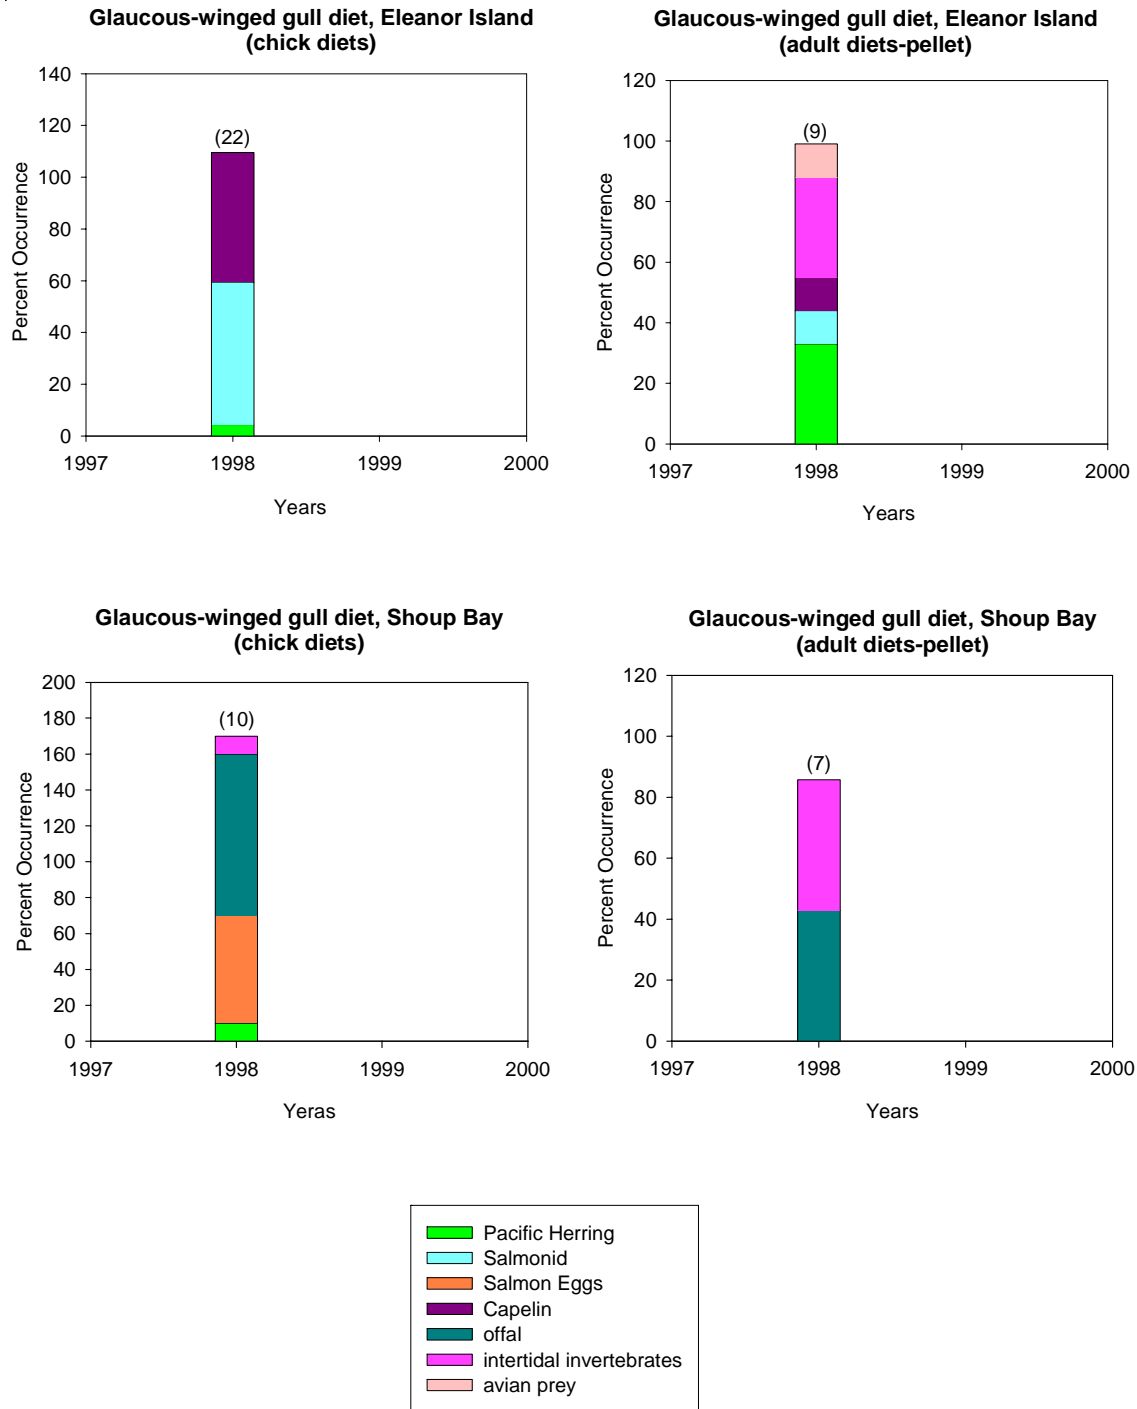 Glaucous-winged gull diet, Eleanor Island
(chick diets)
140
120
100
80
60
40
20
0
Percent Occurrence
(22)
1997 1998 1999 2000
Years
Glaucous-winged gull diet, Eleanor Island
(adult diets-pellet)
120
100
80
60
40
20
0
Percent Occurrence
(9)
1997 1998 1999 2000
Years
Glaucous-winged gull diet, Shoup Bay
(chick diets)
200
180
160
140
120
100
80
60
40
20
0
Percent Occurrence
(10)
1997 1998 1999 2000
Yeras
Glaucous-winged gull diet, Shoup Bay
(adult diets-pellet)
120
100
80
60
40
20
0
Percent Occurrence
(7)
1997 1998 1999 2000
Years
Pacific Herring
Salmonid
Salmon Eggs
Capelin
offal
intertidal invertebrates
avian prey